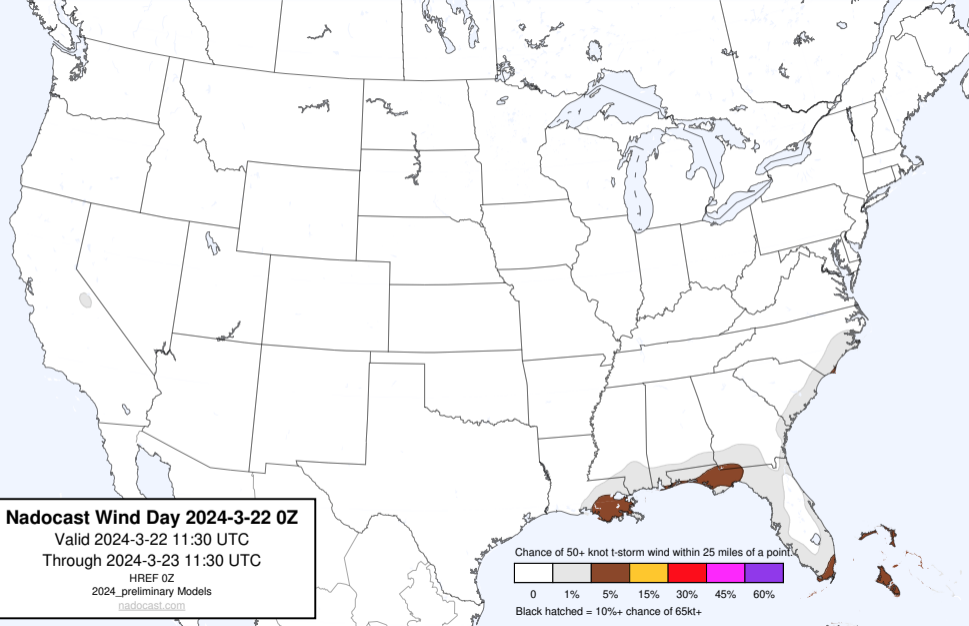 Nadocast Wind Day 2024-3-22 0Z
Valid 2024-3-22 11:30 UTC
Through 2024-3-23 11:30 UTC
HREF 0Z
2024_preliminary Models
nadocast.com
Chance of 50+ knot t-storm wind within 25 miles of a point.
0 1% 5% 15% 30% 45% 60%
Black hatched = 10%+ chance of 65kt+